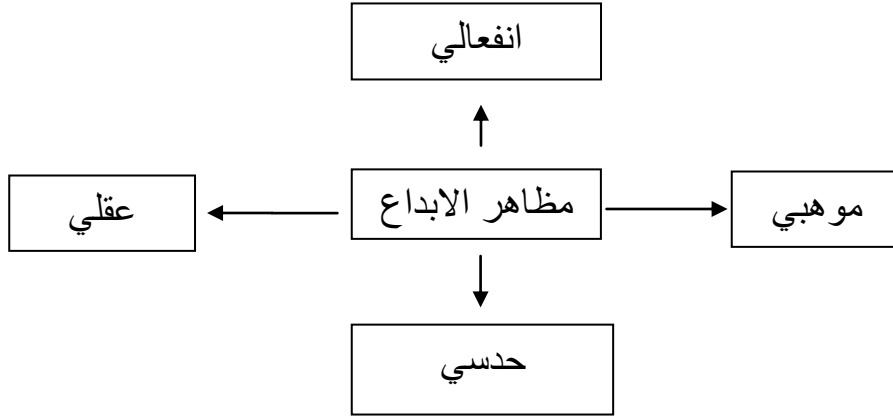 انفعالي
موهبي
مظاهر الابداع
عقلي
حدسي